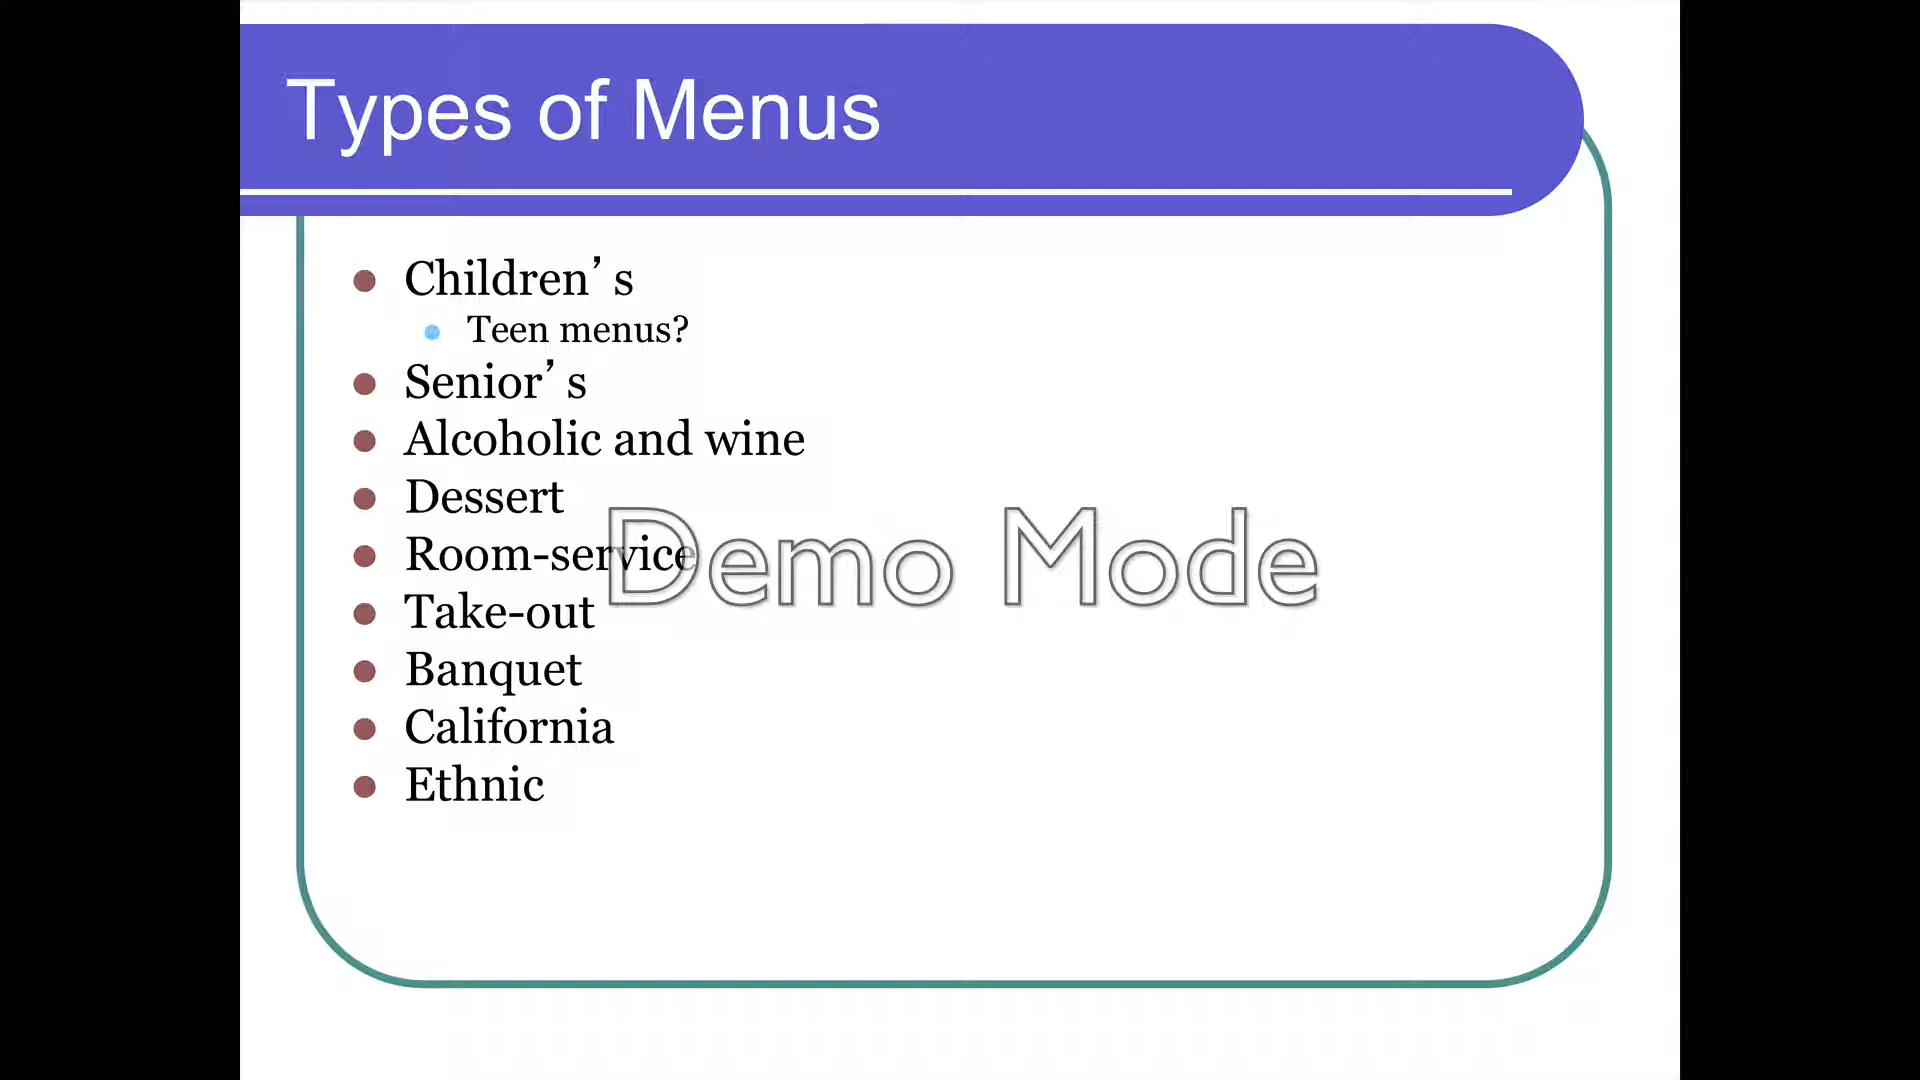 Types of Menus
Children’s
Teen menus?
Senior’s
Alcoholic and wine
Dessert
Room-service
Demo Mode
Take-out
Banquet
California
Ethnic